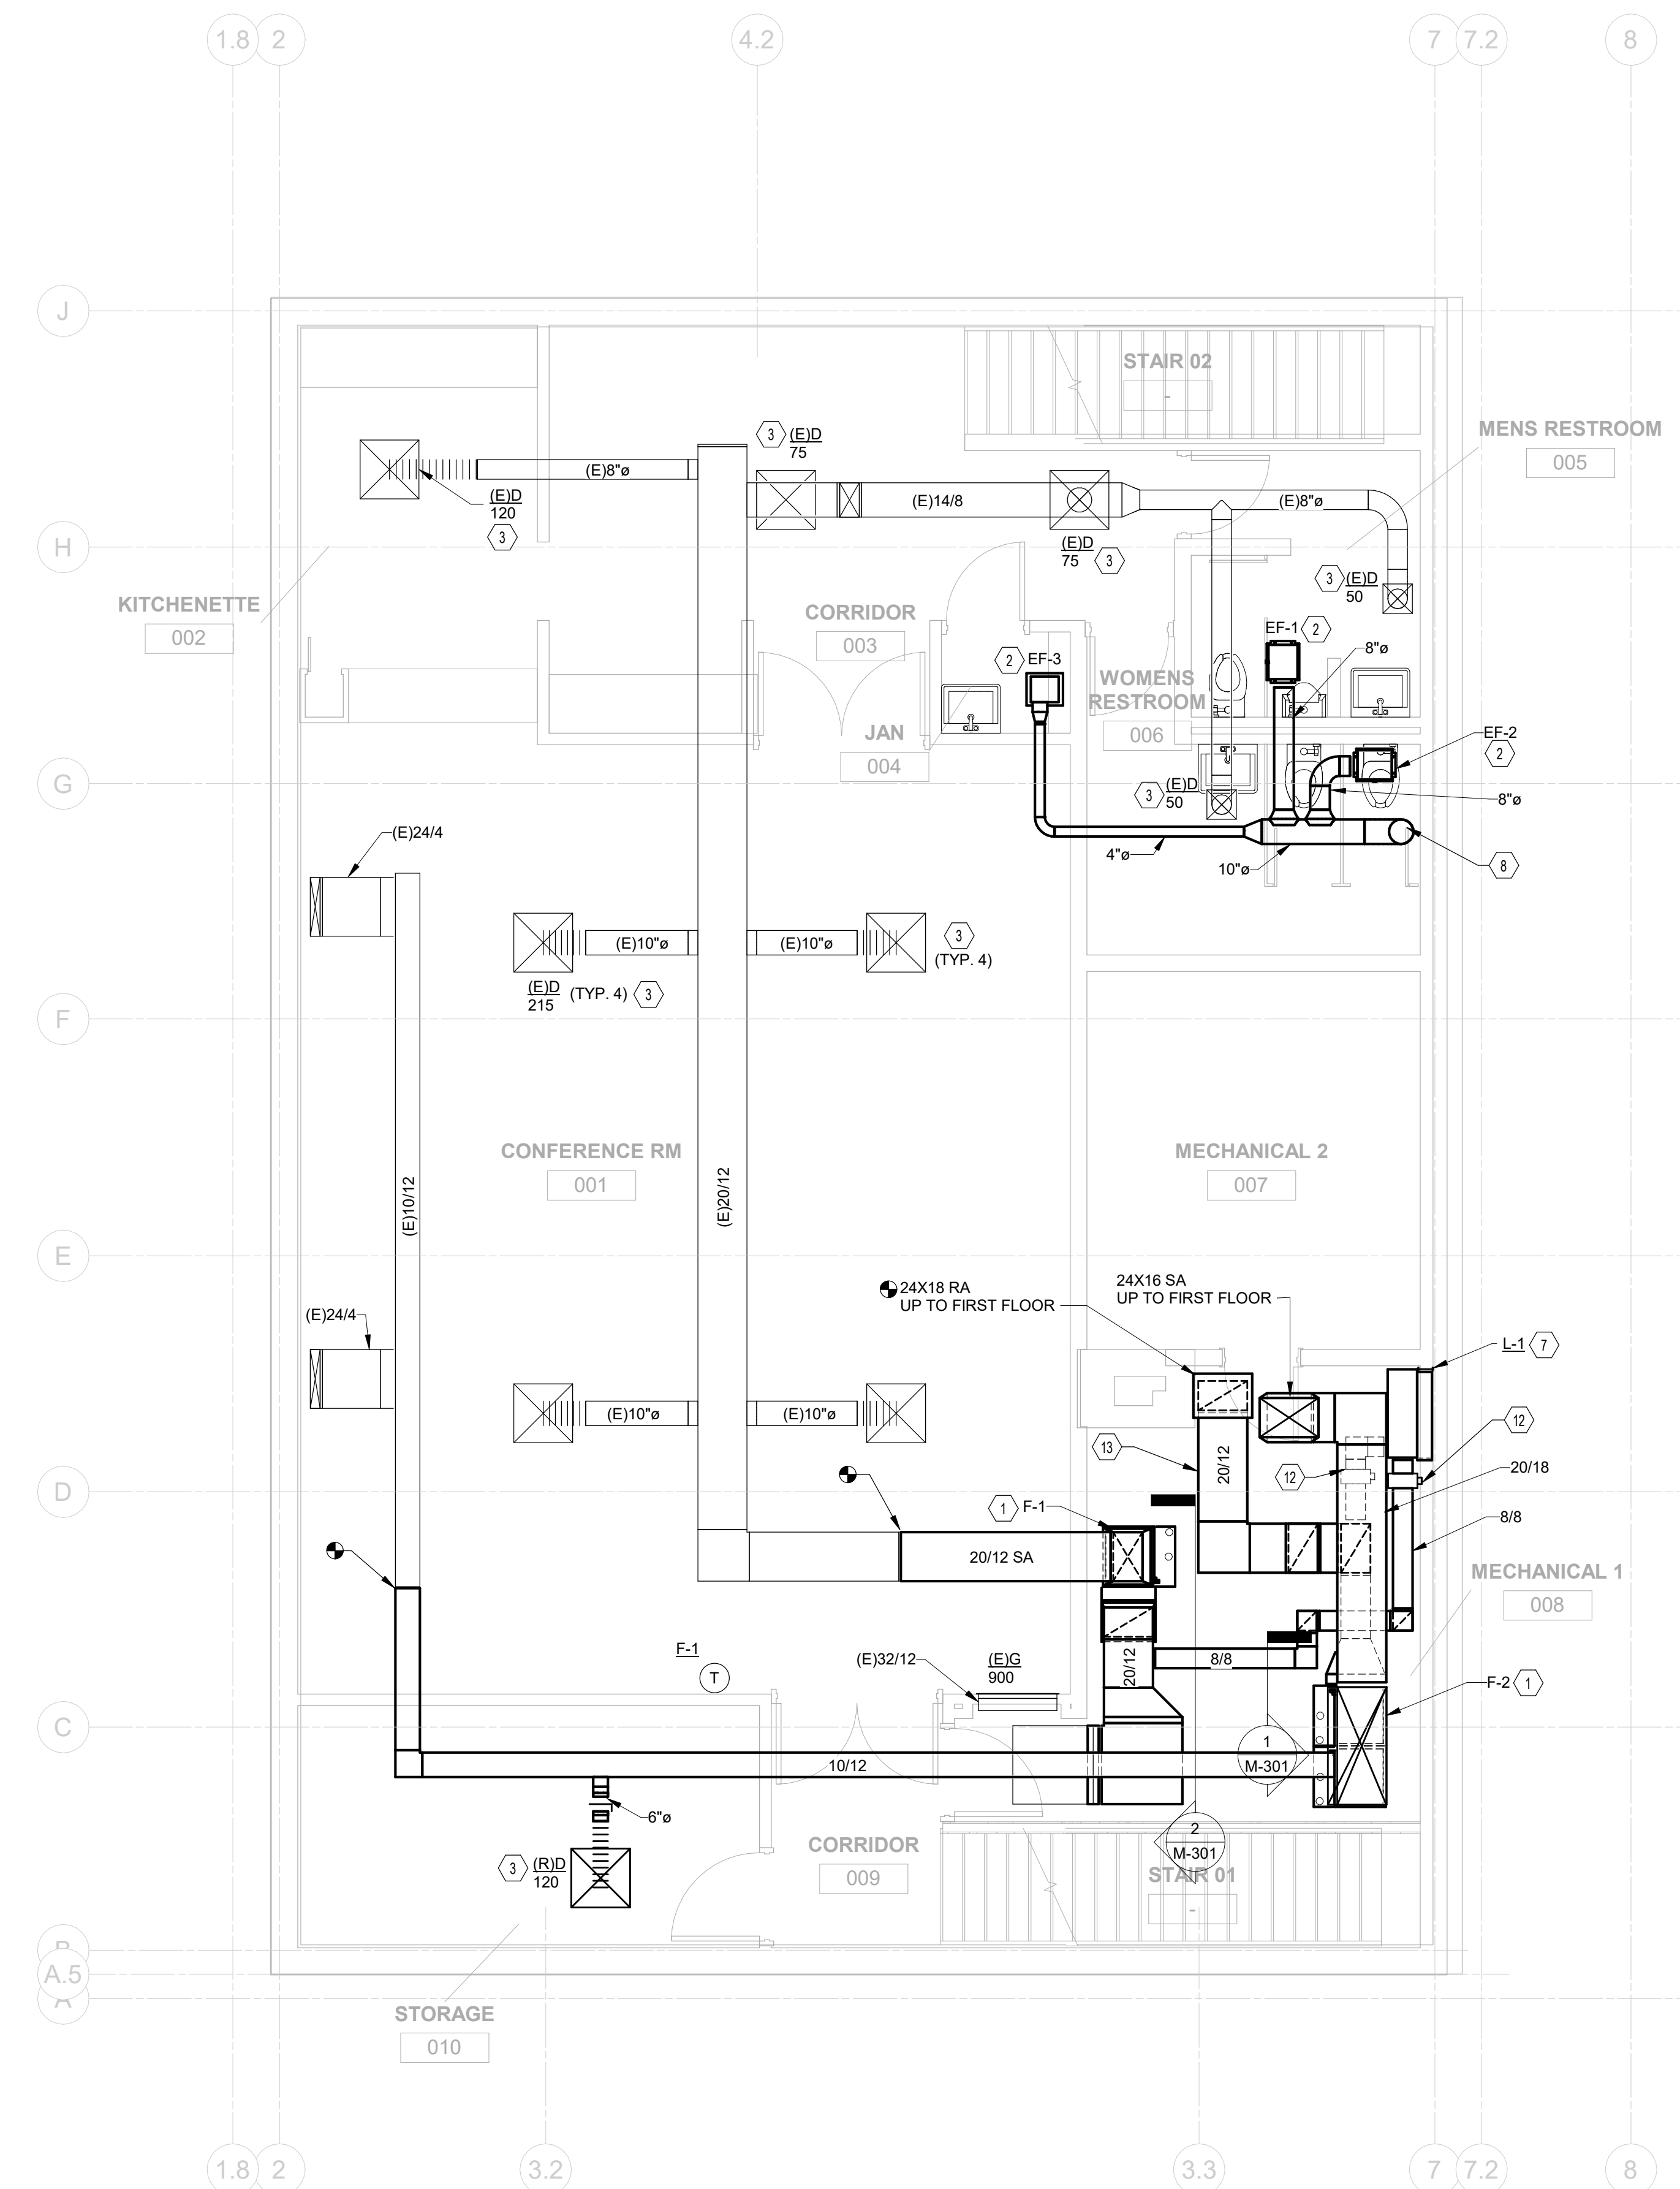 1.8
2
4.2
7
7.2
8
J
STAIR 02
-
MENS RESTROOM
005
3
(E)D
75
(E)8"ø
(E)D
120
3
(E)14/8
(E)8"ø
H
(E)D
75
3
3
(E)D
50
KITCHENETTE
002
CORRIDOR
003
EF-1
2
8"ø
2
EF-3
WOMENS
RESTROOM
006
JAN
004
EF-2
2
G
3
(E)D
50
8"ø
(E)24/4
4"ø
10"ø
8
(E)10"ø
(E)10"ø
3
(TYP. 4)
(E)D
215
(TYP. 4)
3
F
CONFERENCE RM
001
MECHANICAL 2
007
(E)10/12
(E)20/12
E
24X18 RA
UP TO FIRST FLOOR
24X16 SA
UP TO FIRST FLOOR
(E)24/4
L-1
7
(E)10"ø
(E)10"ø
12
13
20/12
12
20/18
D
1
F-1
8/8
20/12 SA
MECHANICAL 1
008
F-1
T
(E)32/12
(E)G
900
20/12
8/8
F-2
1
C
10/12
1
M-301
6"ø
2
M-301
3
(R)D
120
CORRIDOR
009
STAIR 01
-
B
A.5
A
STORAGE
010
1.8
2
3.2
3.3
7
7.2
8